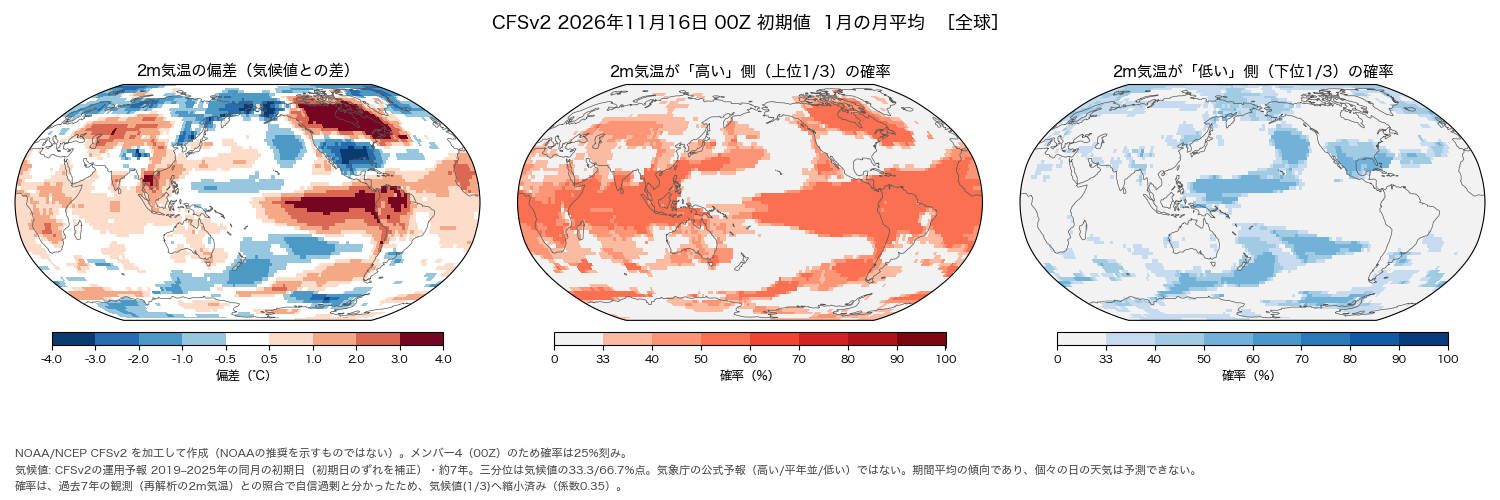 CFSv2 2026年11月16日 00Z 初期値 1月の月平均 ［全球］
2m気温の偏差（気候値との差）
2m気温が「高い」側（上位1/3）の確率
2m気温が「低い」側（下位1/3）の確率
-4.0 -3.0 -2.0 -1.0 -0.5 0.5 1.0 2.0 3.0 4.0
偏差（℃）
0 33 40 50 60 70 80 90 100
確率（%）
0 33 40 50 60 70 80 90 100
確率（%）
NOAA/NCEP CFSv2 を加工して作成（NOAAの推奨を示すものではない）。メンバー4（00Z）のため確率は25%刻み。
気候値: CFSv2の運用予報 2019–2025年の同月の初期日（初期日のずれを補正）・約7年。三分位は気候値の33.3/66.7%点。気象庁の公式予報（高い/平年並/低い）ではない。期間平均の傾向であり、個々の日の天気は予測できない。
確率は、過去7年の観測（再解析の2m気温）との照合で自信過剰と分かったため、気候値(1/3)へ縮小済み（係数0.35）。